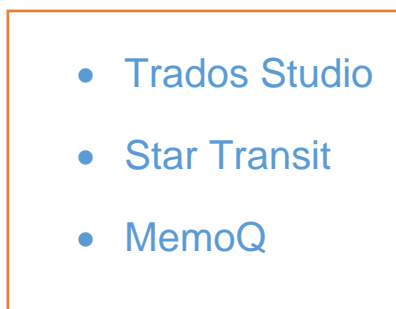 • Trados Studio
• Star Transit
• MemoQ